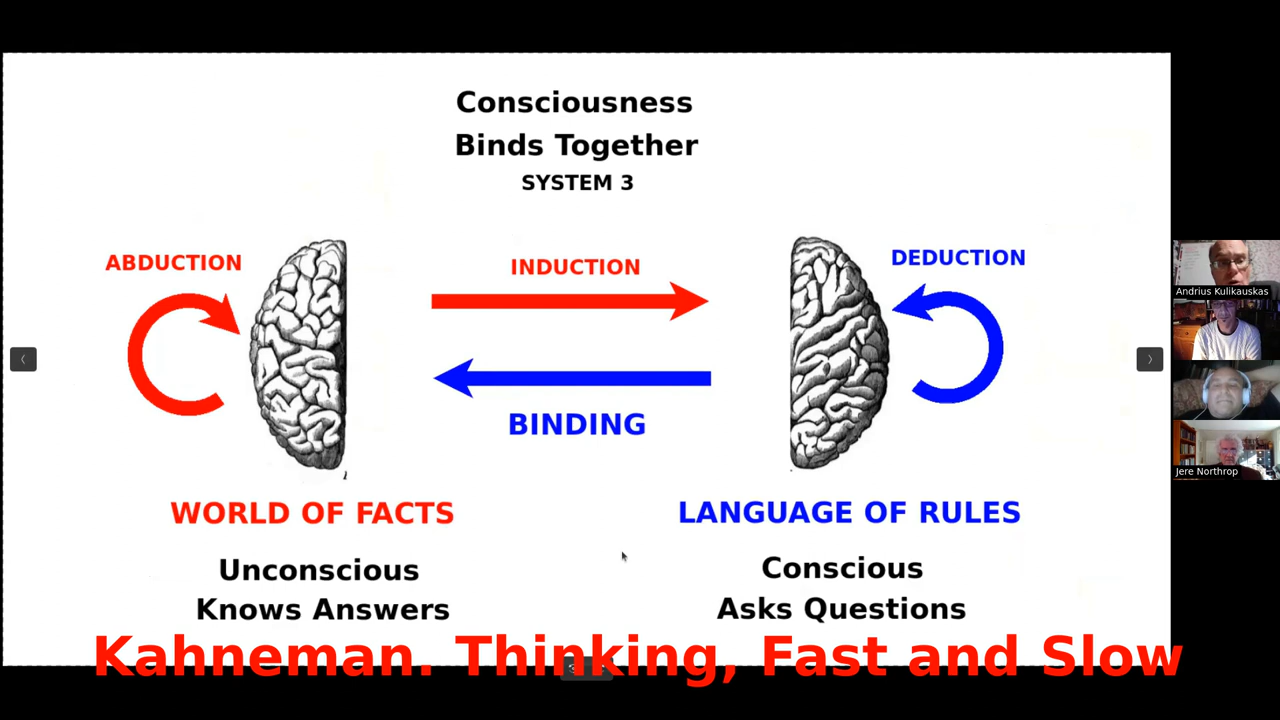 Consciousness
Binds Together
SYSTEM 3
ABDUCTION
INDUCTION
DEDUCTION
BINDING
WORLD OF FACTS
LANGUAGE OF RULES
Unconscious
Knows Answers
Conscious
Asks Questions
Kahneman. Thinking, Fast and Slow
Andrius Kulikauskas
Jere Northrop